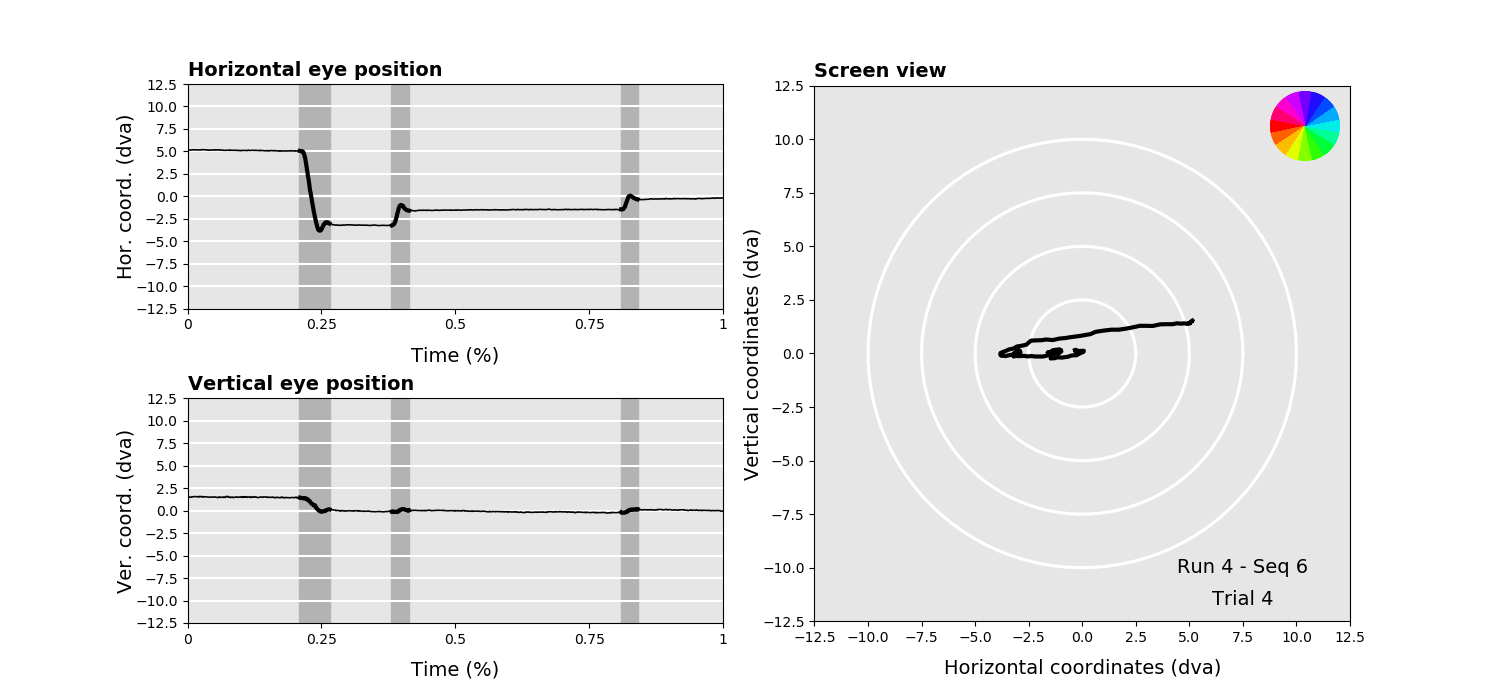 Horizontal eye position
12.5
10.0
7.5
5.0
2.5
0.0
−2.5
−5.0
−7.5
−10.0
−12.5
Hor. coord. (dva)
0 0.25 0.5 0.75 1
Time (%)
Vertical eye position
12.5
10.0
7.5
5.0
2.5
0.0
−2.5
−5.0
−7.5
−10.0
−12.5
Ver. coord. (dva)
0 0.25 0.5 0.75 1
Time (%)
Screen view
12.5
10.0
7.5
5.0
2.5
0.0
−2.5
−5.0
−7.5
−10.0
−12.5
Vertical coordinates (dva)
Run 4 - Seq 6
Trial 4
−12.5 −10.0 −7.5 −5.0 −2.5 0.0 2.5 5.0 7.5 10.0 12.5
Horizontal coordinates (dva)